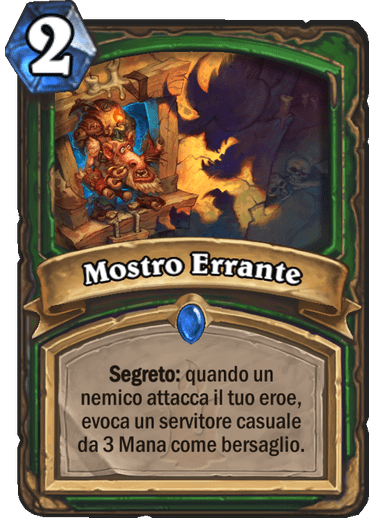 2
Mostro Errante
Segreto: quando un
nemico attacca il tuo eroe,
evoca un servitore casuale
da 3 Mana come bersaglio.